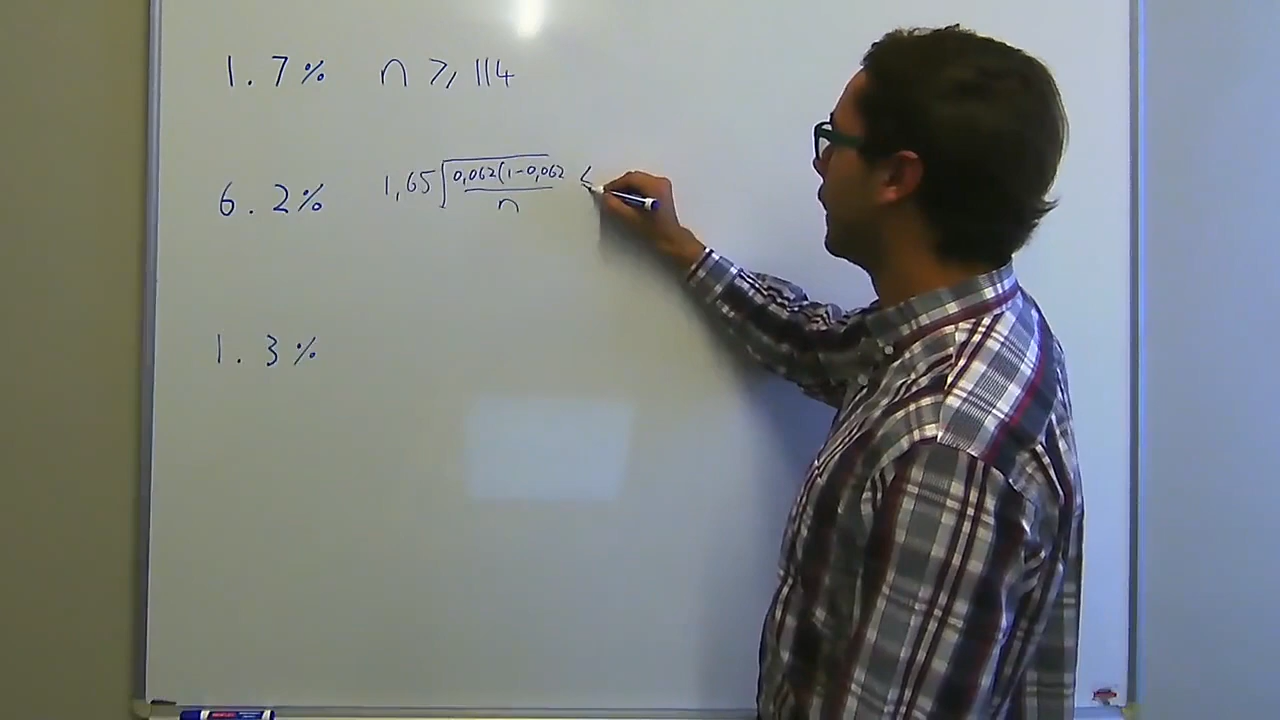 1.7% n ⩾ 114
6.2% 1,65 √0,062(1-0,062 <
n
1.3%